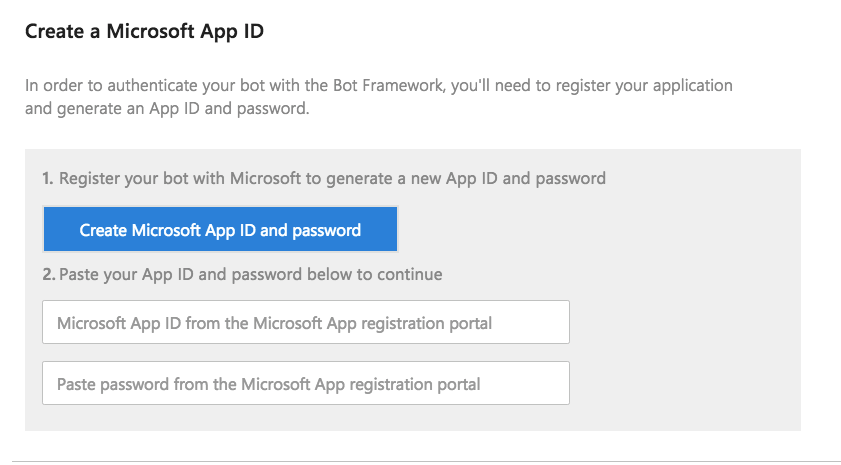 Create a Microsoft App ID
In order to authenticate your bot with the Bot Framework, you'll need to register your application
and generate an App ID and password.
1. Register your bot with Microsoft to generate a new App ID and password
Create Microsoft App ID and password
2. Paste your App ID and password below to continue
Microsoft App ID from the Microsoft App registration portal
Paste password from the Microsoft App registration portal